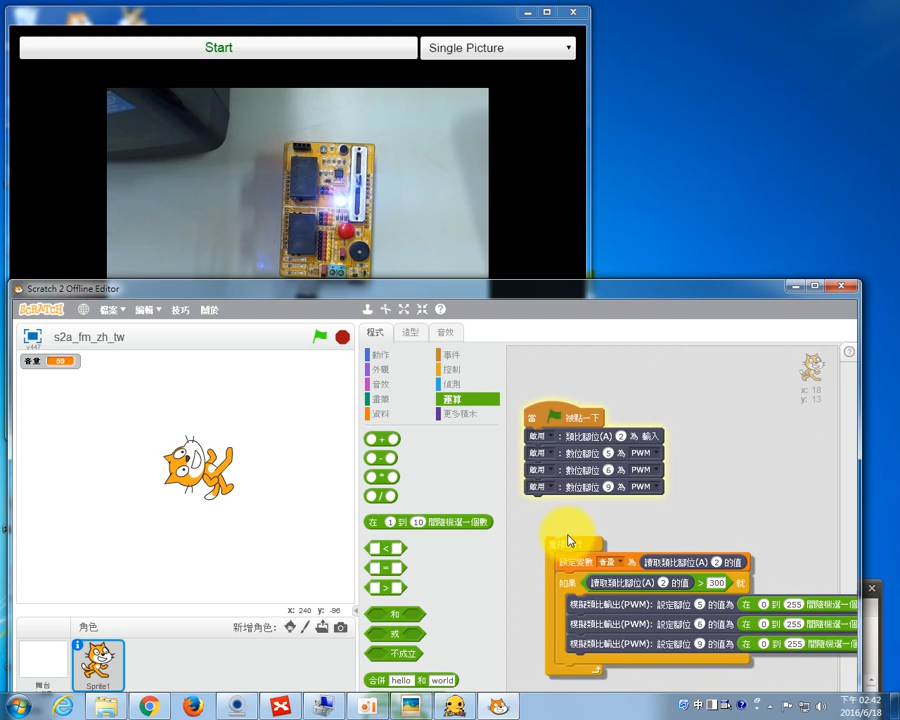 Start
Single Picture
Scratch 2 Offline Editor
SCRATCH
檔案
編輯
技巧
關於
s2a_fm_zh_tw
v447
音量 59
程式
造型
音效
動作
事件
外觀
控制
音效
偵測
畫筆
運算
資料
更多積木
+
-
*
/
在 1 到 10 間隨機選一個數
<
=
>
和
或
不成立
合併 hello 和 world
x: 18
y: 13
當 被點一下
啟用 : 類比腳位(A) 2 為 輸入
啟用 : 數位腳位 5 為 PWM
啟用 : 數位腳位 6 為 PWM
啟用 : 數位腳位 9 為 PWM
設定變數 音量 為 讀取類比腳位(A) 2 的值
如果 讀取類比腳位(A) 2 的值 > 300 就
模擬類比輸出(PWM): 設定腳位 5 的值為 在 0 到 255 間隨機選一個
模擬類比輸出(PWM): 設定腳位 6 的值為 在 0 到 255 間隨機選一個
模擬類比輸出(PWM): 設定腳位 9 的值為 在 0 到 255 間隨機選一個
x: 240 y: -96
角色
新增角色:
舞台
Sprite1
中
下午 02:42
2016/6/18